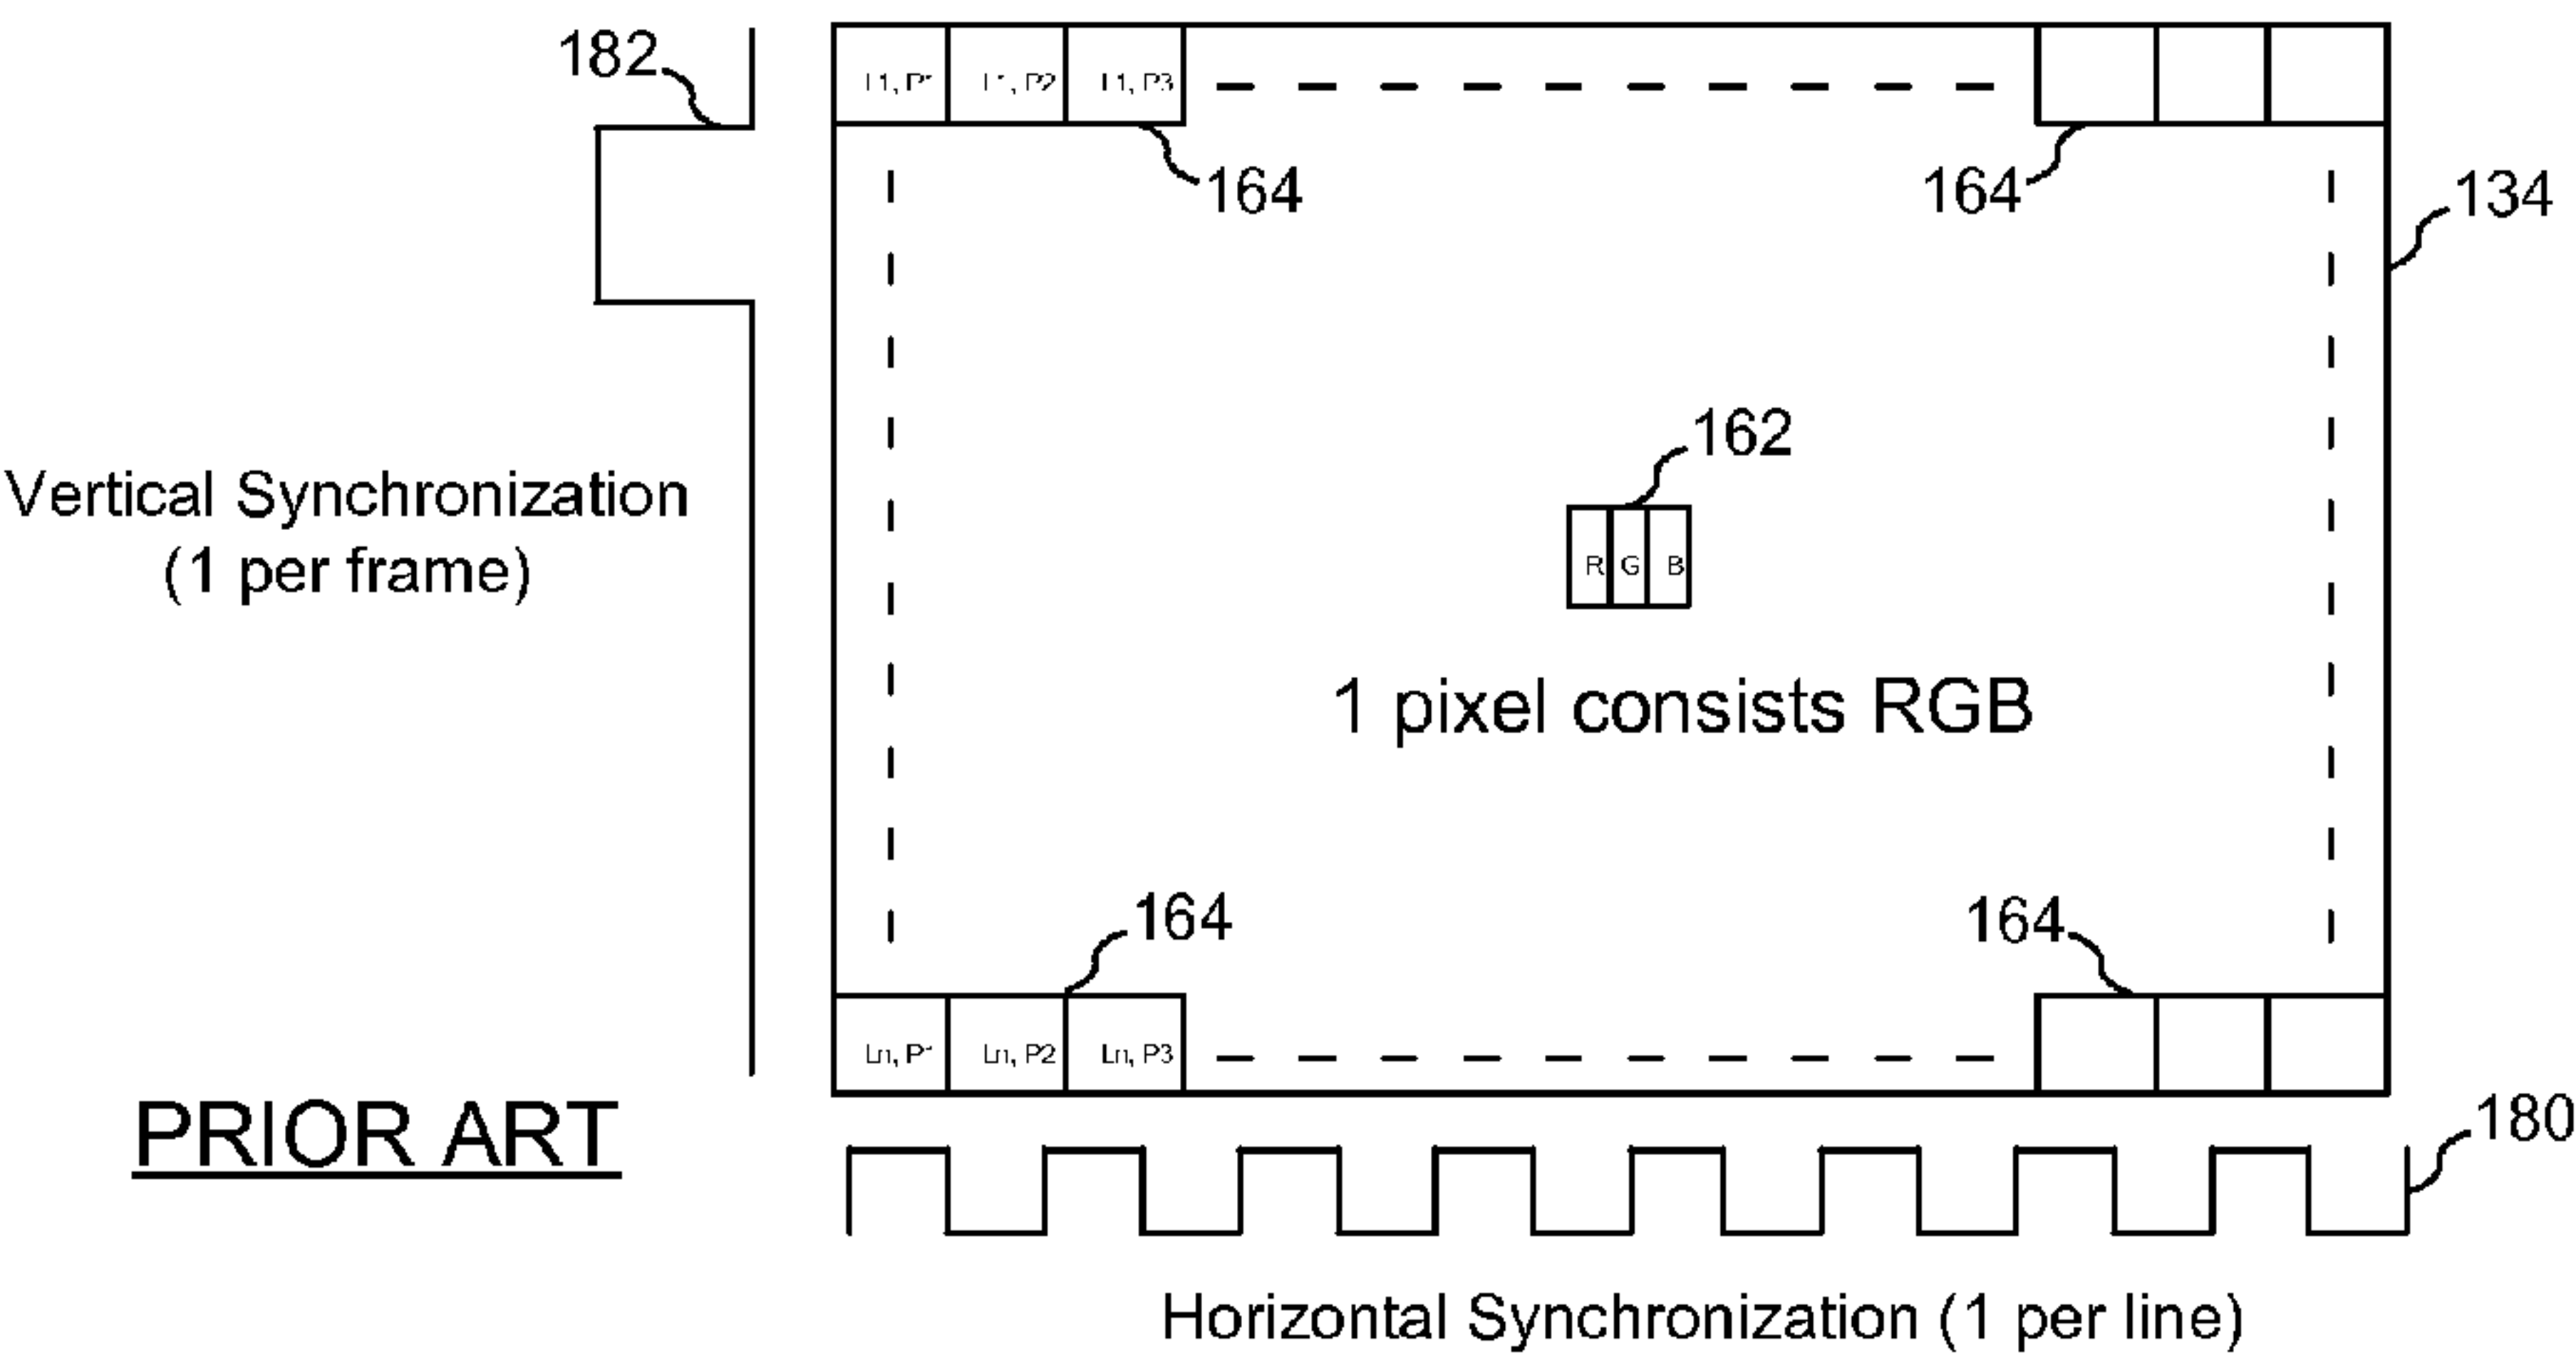 182
L1, P1 L1, P2 L1, P3
164 164 134
162
Vertical Synchronization
(1 per frame)
R G B
1 pixel consists RGB
164 164
Ln, P1 Ln, P2 Ln, P3
PRIOR ART
180
Horizontal Synchronization (1 per line)